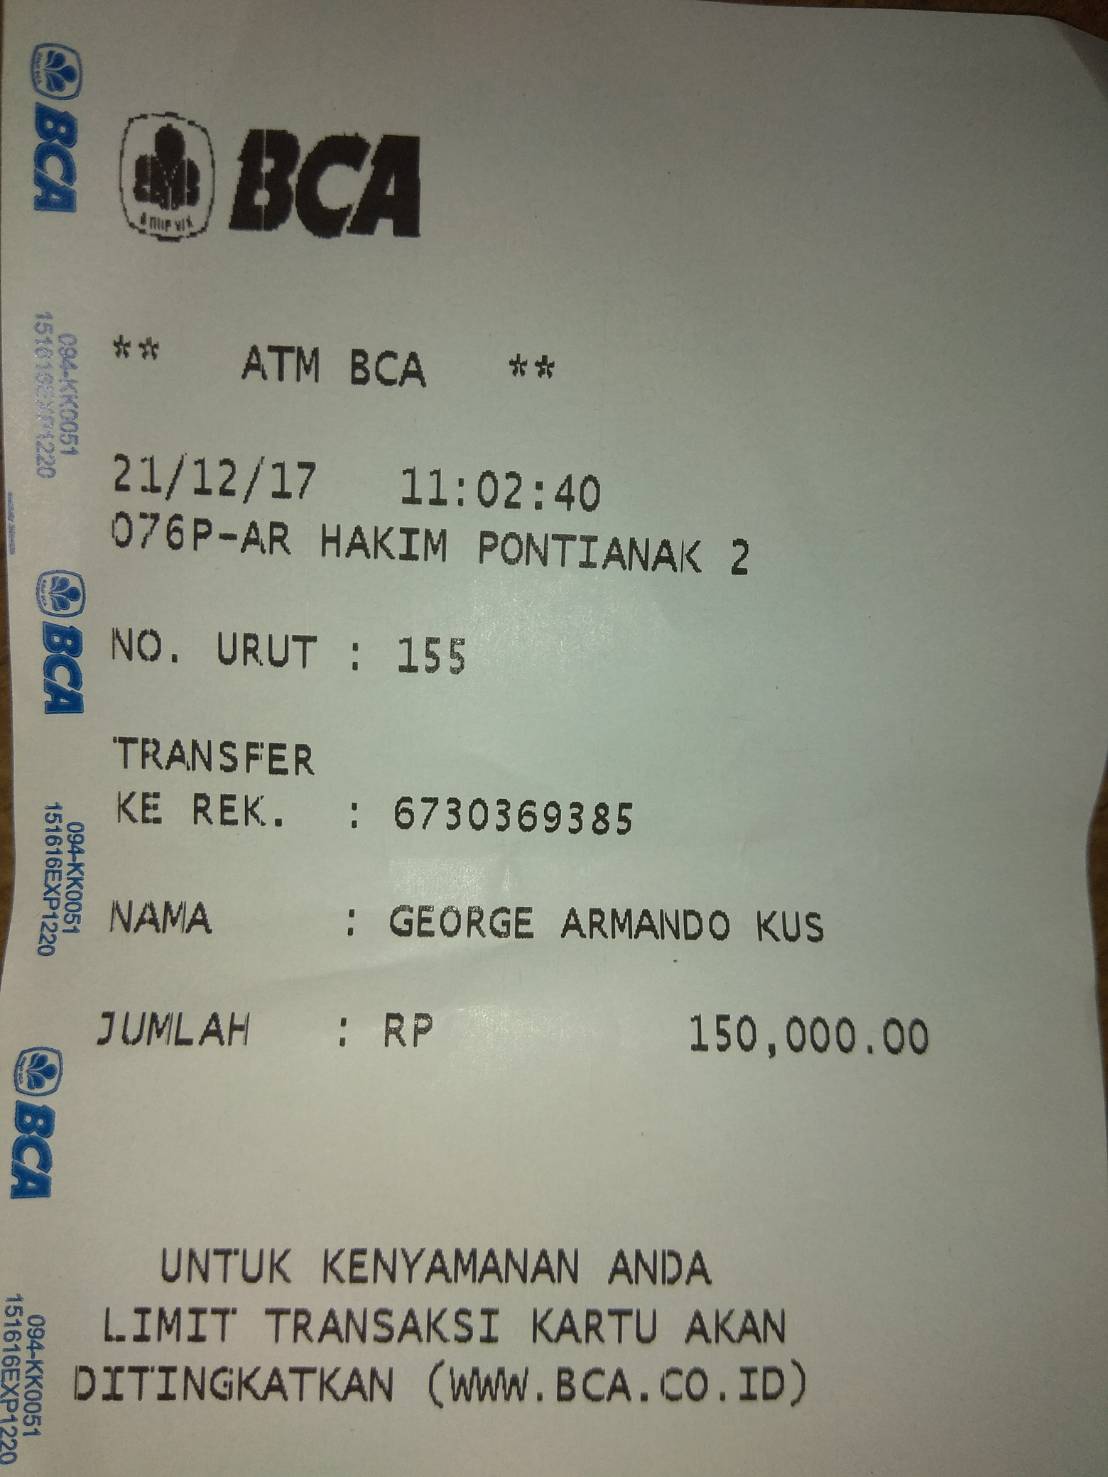 BCA
** ATM BCA **
21/12/17 11:02:40
076P-AR HAKIM PONTIANAK 2
NO. URUT : 155
TRANSFER
KE REK. : 6730369385
NAMA : GEORGE ARMANDO KUS
JUMLAH : RP 150,000.00
UNTUK KENYAMANAN ANDA
LIMIT TRANSAKSI KARTU AKAN
DITINGKATKAN (WWW.BCA.CO.ID)
BCA
094-KK0051
151616EXP1220
BCA
094-KK0051
151616EXP1220
BCA
094-KK0051
151616EXP1220